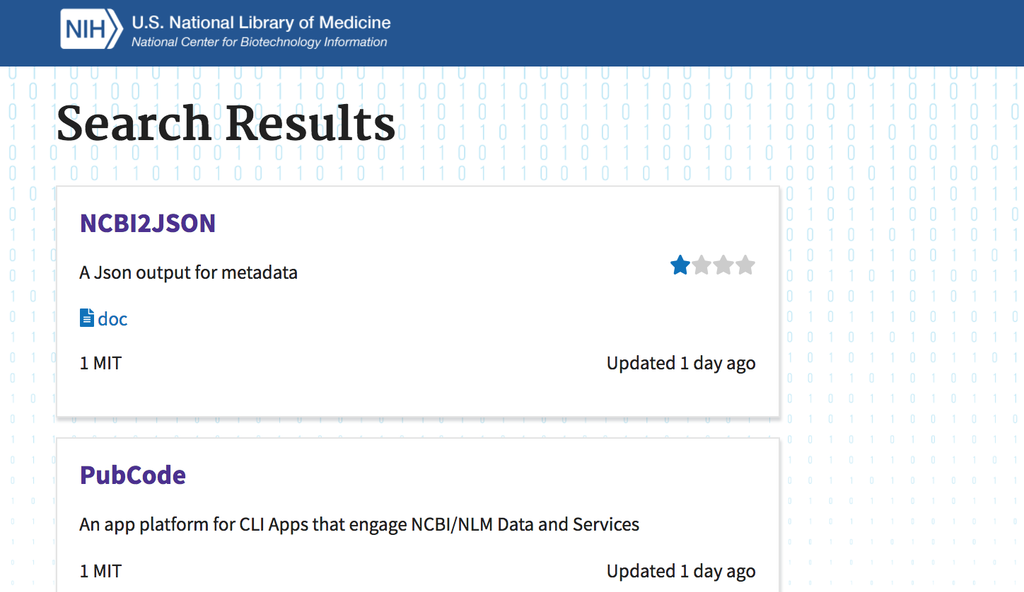 NIH
U.S. National Library of Medicine
National Center for Biotechnology Information
Search Results
NCBI2JSON
A Json output for metadata
doc
1 MIT
Updated 1 day ago
PubCode
An app platform for CLI Apps that engage NCBI/NLM Data and Services
1 MIT
Updated 1 day ago